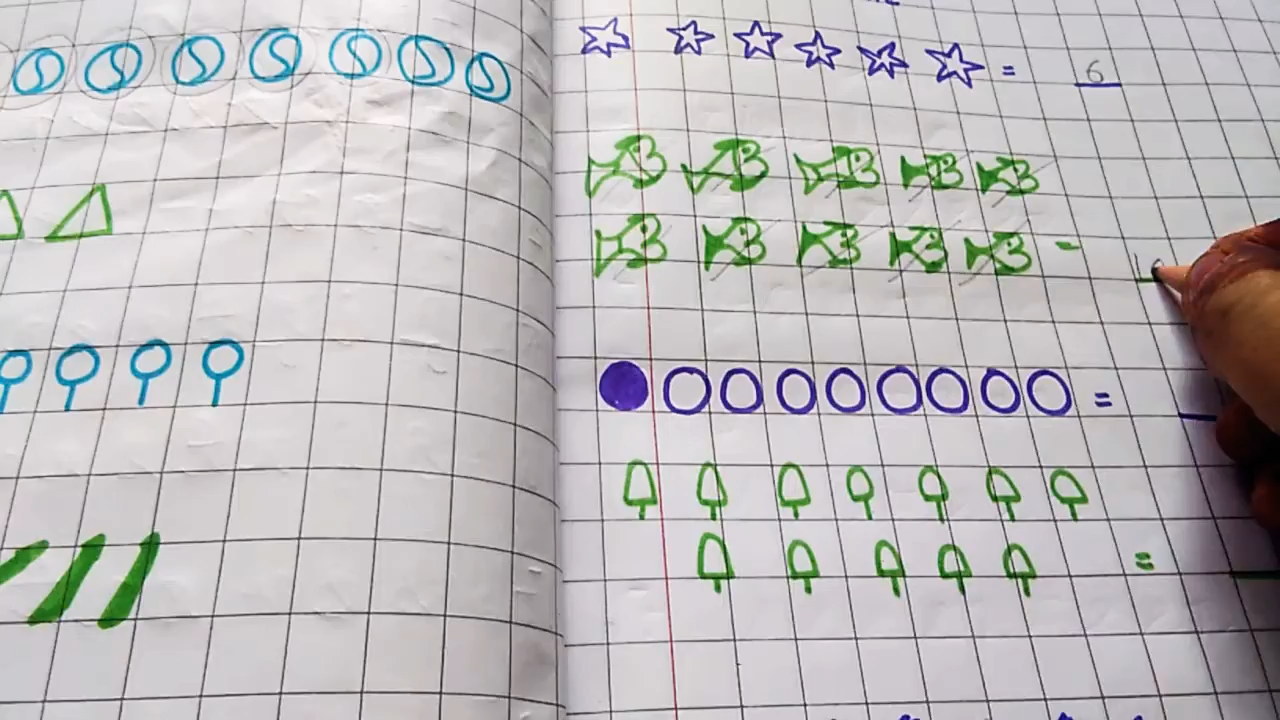 = 6
=
=